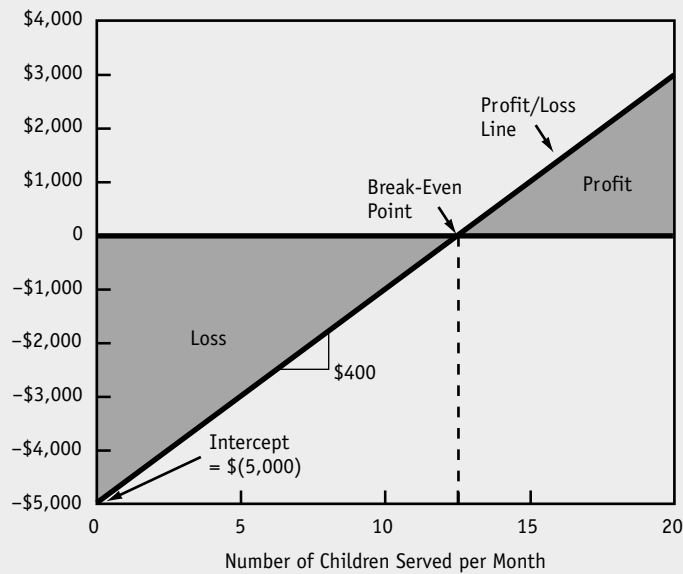 $4,000
$3,000
$2,000
$1,000
0
–$1,000
–$2,000
–$3,000
–$4,000
–$5,000
Profit/Loss
Line
Break-Even
Point
Profit
Loss
$400
Intercept
= $(5,000)
0 5 10 15 20
Number of Children Served per Month